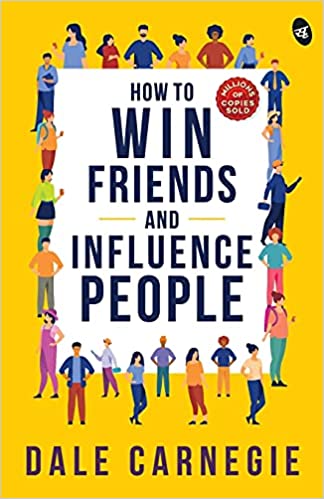 HOW TO
WIN
FRIENDS
AND
INFLUENCE
PEOPLE
MILLIONS
OF
COPIES
SOLD
DALE CARNEGIE